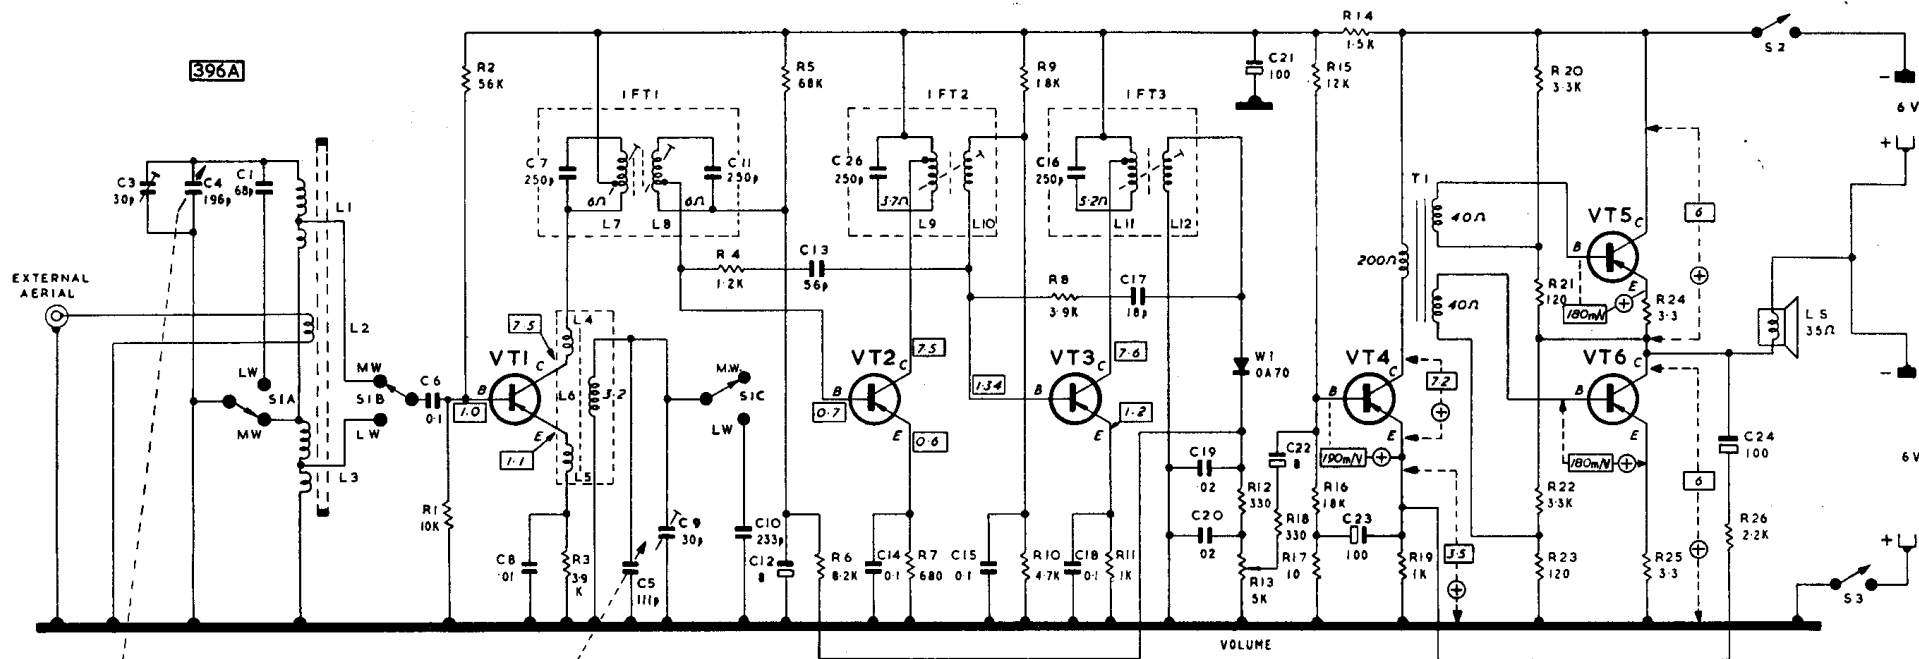 396A
EXTERNAL
AERIAL
C3
30p
C4
196p
C1
68p
L1
L2
L3
LW
S1A
MW
MW
S1B
LW
C6
0·1
R1
10K
R2
56K
1·0
B
VT1
C
E
7·5
1·1
L4
L6
3·2
L5
C8
·01
R3
3·9
K
C5
111p
C9
30p
MW
S1C
LW
C10
233p
C12
8
IFT1
C7
250p
6Ω
L7
6Ω
L8
C11
250p
R5
68K
R4
1·2K
C13
56p
R6
8·2K
C14
0·1
R7
680
VT2
B
C
E
0·7
7·5
0·6
IFT2
C26
250p
3·7Ω
L9
L10
R9
18K
R8
3·9K
C17
18p
1·34
C15
0·1
R10
4·7K
C18
0·1
R11
1K
VT3
B
C
E
7·6
1·2
IFT3
C16
250p
5·2Ω
L11
L12
W1
OA70
C19
·02
C20
·02
R12
330
R13
5K
VOLUME
C21
100
R14
1·5K
R15
12K
C22
8
R18
330
R16
18K
R17
10
C23
100
R19
1K
VT4
B
C
E
190m/V
+
7·2
+
3·5
+
T1
200Ω
40Ω
40Ω
R20
3·3K
R21
120
R22
3·3K
R23
120
VT5
B
C
E
180m/V
+
R24
3·3
6
+
VT6
B
C
E
180m/V
+
R25
3·3
6
+
C24
100
R26
2·2K
LS
35Ω
S2
-
6V
+
-
6V
+
S3